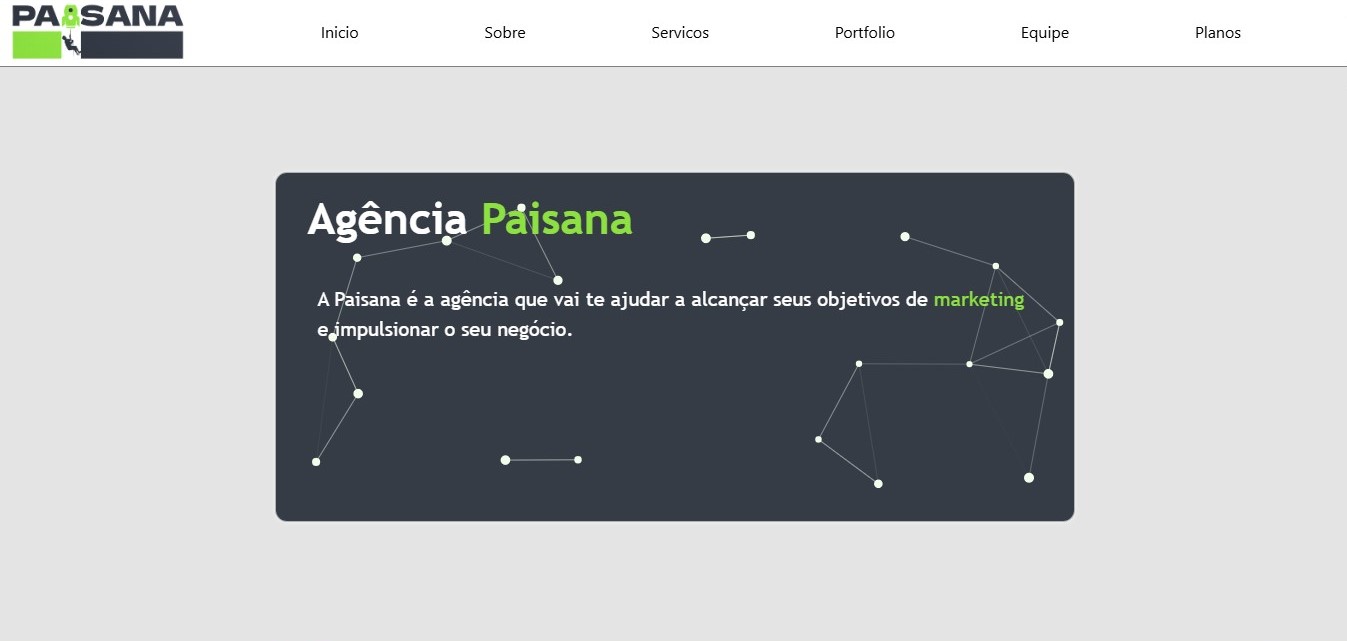 PAISANA
Inicio
Sobre
Servicos
Portfolio
Equipe
Planos
Agência Paisana
A Paisana é a agência que vai te ajudar a alcançar seus objetivos de marketing
e impulsionar o seu negócio.